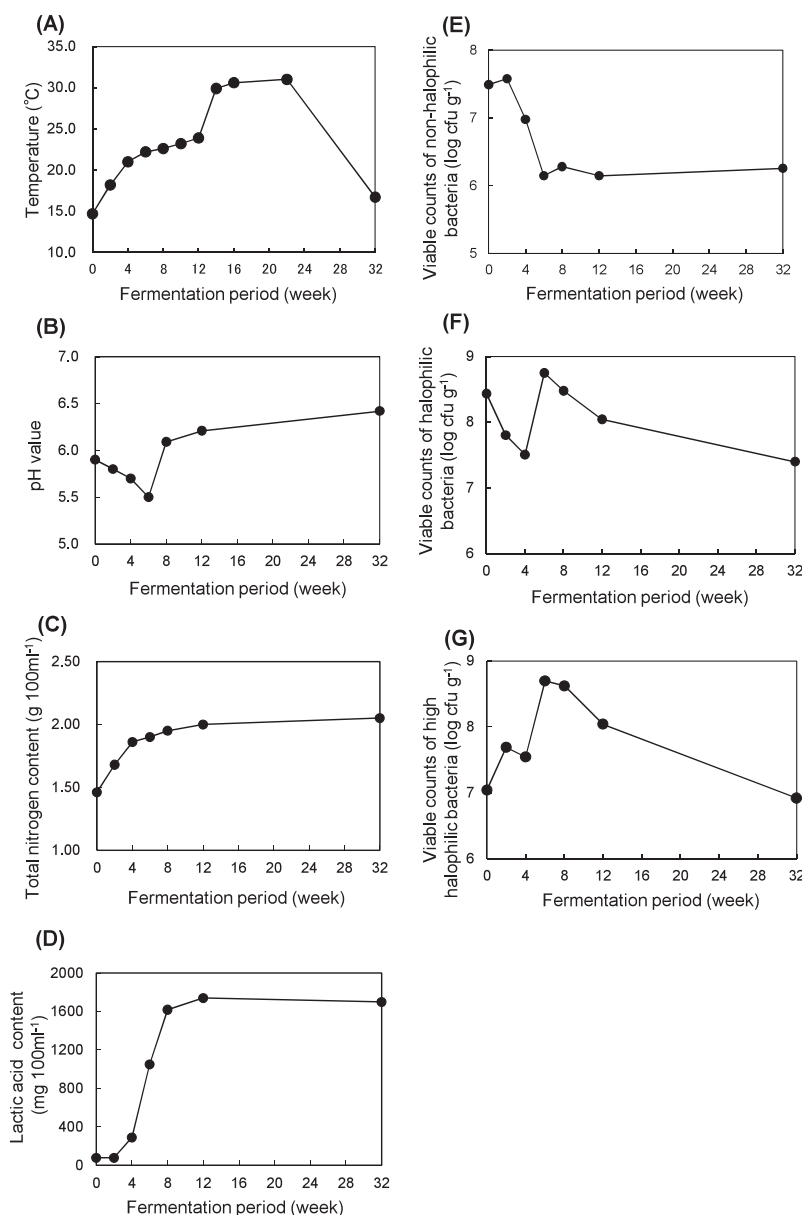 (A)
35.0
30.0
25.0
20.0
15.0
10.0
Temperature (°C)
0 4 8 12 16 20 24 28 32
Fermentation period (week)
(B)
7.0
6.5
6.0
5.5
5.0
pH value
0 4 8 12 16 20 24 28 32
Fermentation period (week)
(C)
2.50
2.00
1.50
1.00
Total nitrogen content (g 100ml⁻¹)
0 4 8 12 16 20 24 28 32
Fermentation period (week)
(D)
2000
1600
1200
800
400
0
Lactic acid content
(mg 100ml⁻¹)
0 4 8 12 16 20 24 28 32
Fermentation period (week)
(E)
8
7
6
5
Viable counts of non-halophilic
bacteria (log cfu g⁻¹)
0 4 8 12 16 20 24 28 32
Fermentation period (week)
(F)
9
8
7
6
Viable counts of halophilic
bacteria (log cfu g⁻¹)
0 4 8 12 16 20 24 28 32
Fermentation period (week)
(G)
9
8
7
6
Viable counts of high
halophilic bacteria (log cfu g⁻¹)
0 4 8 12 16 20 24 28 32
Fermentation period (week)